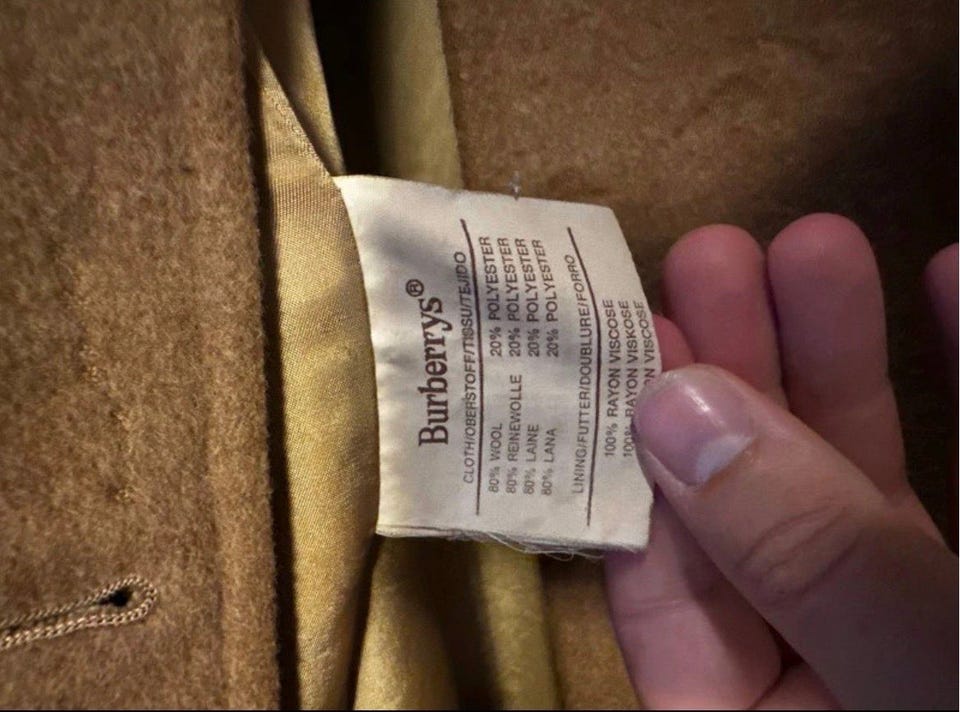 Burberrys®
CLOTH/OBERSTOFF/TISSU/TEJIDO
80% WOOL 20% POLYESTER
80% REINEWOLLE 20% POLYESTER
80% LAINE 20% POLYESTER
80% LANA 20% POLYESTER
LINING/FUTTER/DOUBLURE/FORRO
100% RAYON VISCOSE
100% RAYON VISKOSE
VISCOSE